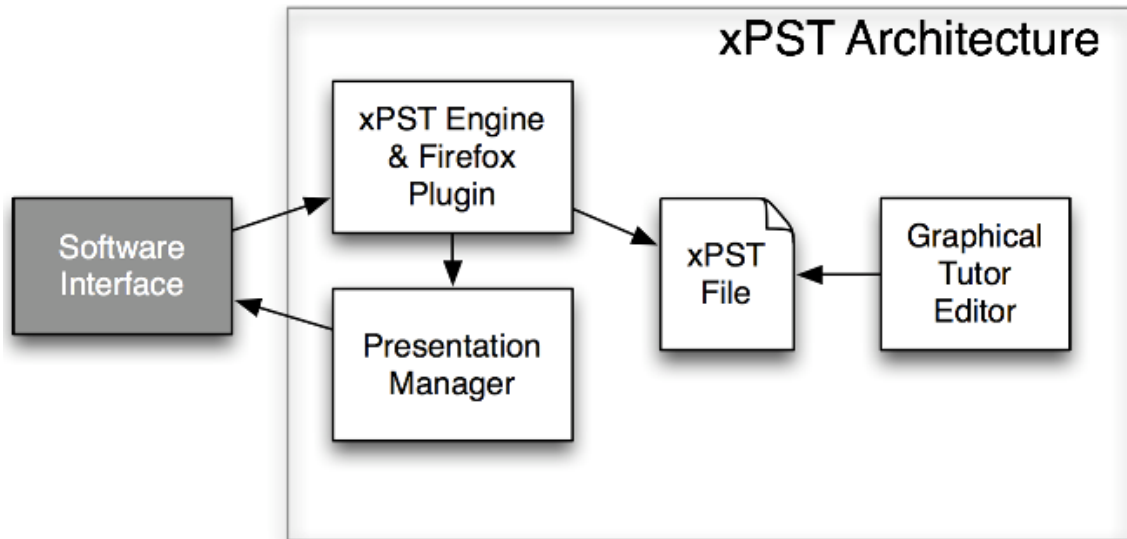 xPST Architecture
xPST Engine
& Firefox
Plugin
Software
Interface
xPST
File
Graphical
Tutor
Editor
Presentation
Manager